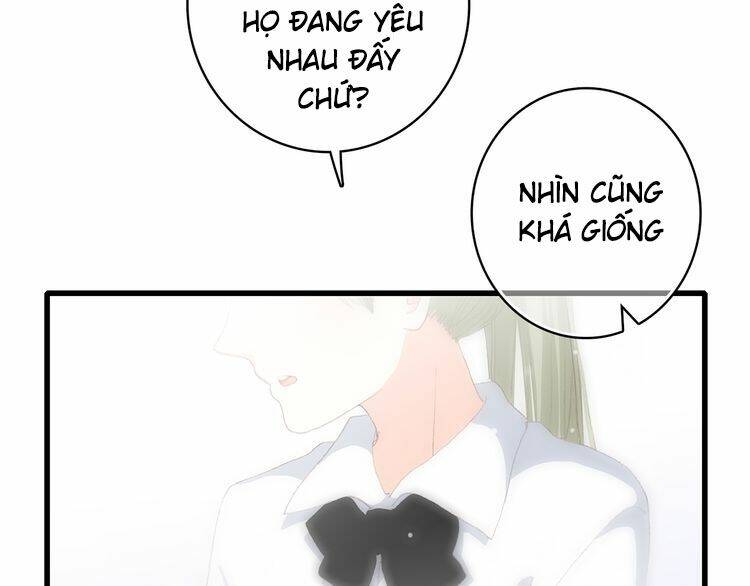 HỌ ĐANG YÊU
NHAU ĐẤY
CHỨ?
NHÌN CŨNG
KHÁ GIỐNG